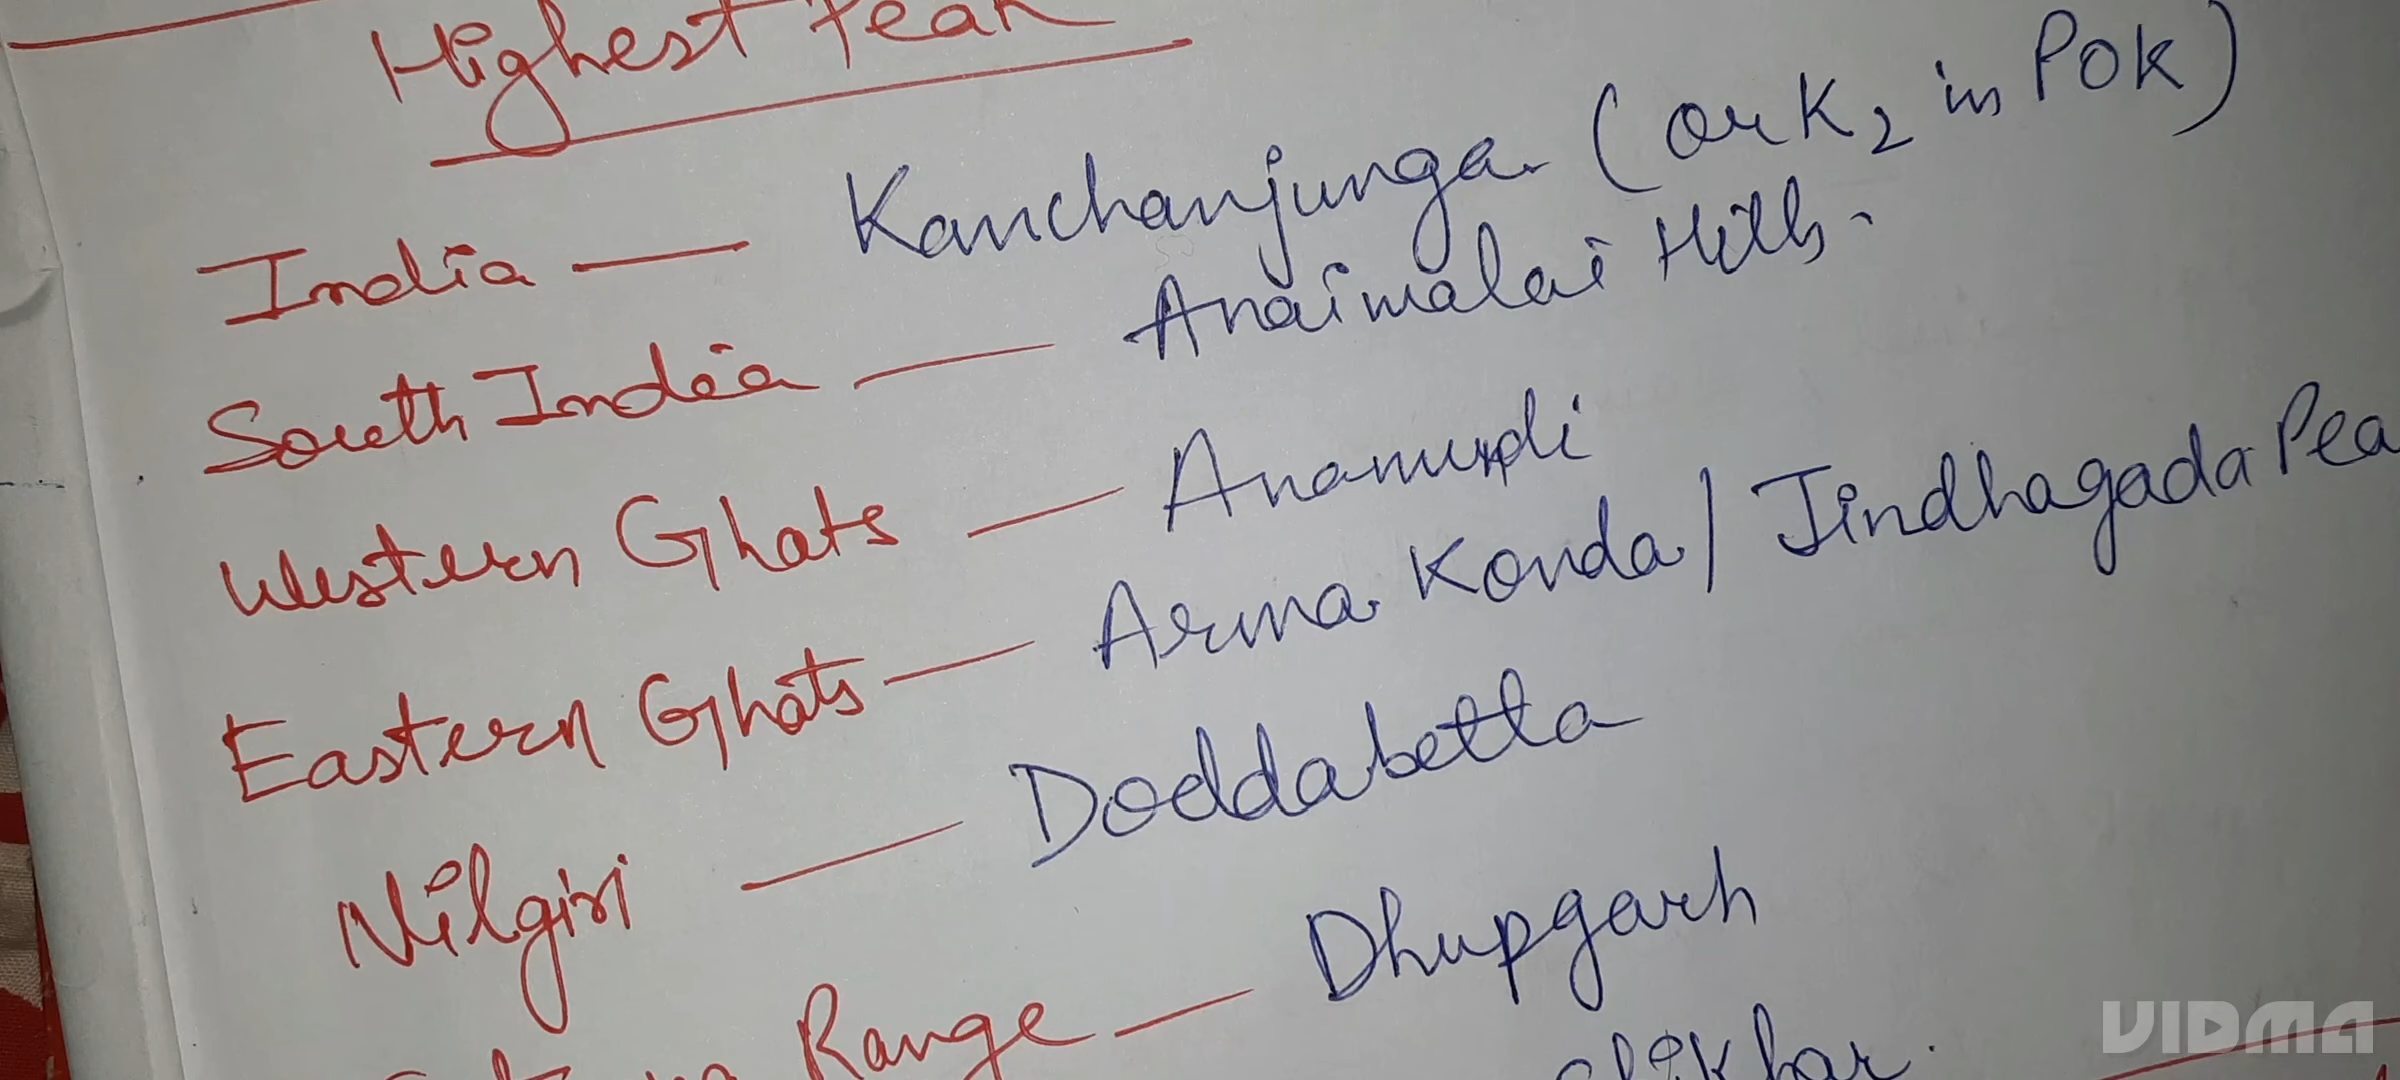 Highest Peak
India — Kanchanjunga (or K2 in POK)
South India — Anaimalai Hills.
Western Ghats — Anamudi
Eastern Ghats — Arma Konda / Jindhagada Pea
Nilgiri — Doddabetta
Range — Dhupgarh
VIDMA